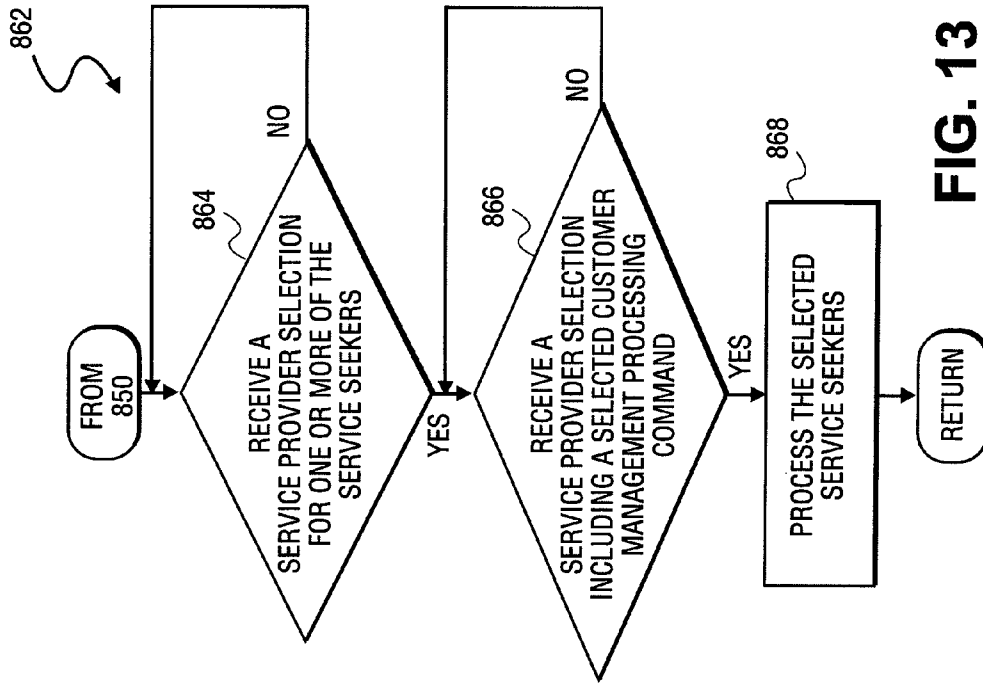 862
FROM
850
864
RECEIVE A
SERVICE PROVIDER SELECTION
FOR ONE OR MORE OF THE
SERVICE SEEKERS
NO
YES
866
RECEIVE A
SERVICE PROVIDER SELECTION
INCLUDING A SELECTED CUSTOMER
MANAGEMENT PROCESSING
COMMAND
NO
YES
868
PROCESS THE SELECTED
SERVICE SEEKERS
RETURN
FIG. 13